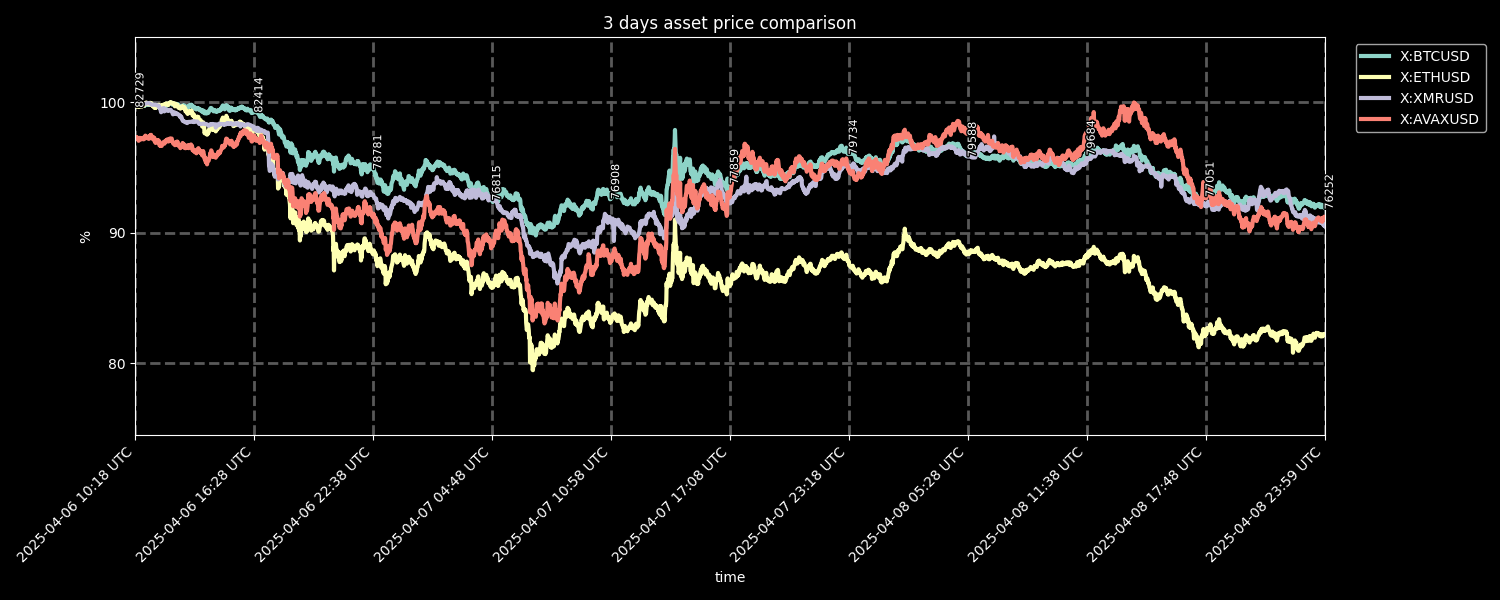 3 days asset price comparison
X:BTCUSD
X:ETHUSD
X:XMRUSD
X:AVAXUSD
100
90
80
%
82729
82414
78781
76815
76908
77859
79734
79588
79684
77051
76252
2025-04-06 10:18 UTC
2025-04-06 16:28 UTC
2025-04-06 22:38 UTC
2025-04-07 04:48 UTC
2025-04-07 10:58 UTC
2025-04-07 17:08 UTC
2025-04-07 23:18 UTC
2025-04-08 05:28 UTC
2025-04-08 11:38 UTC
2025-04-08 17:48 UTC
2025-04-08 23:59 UTC
time